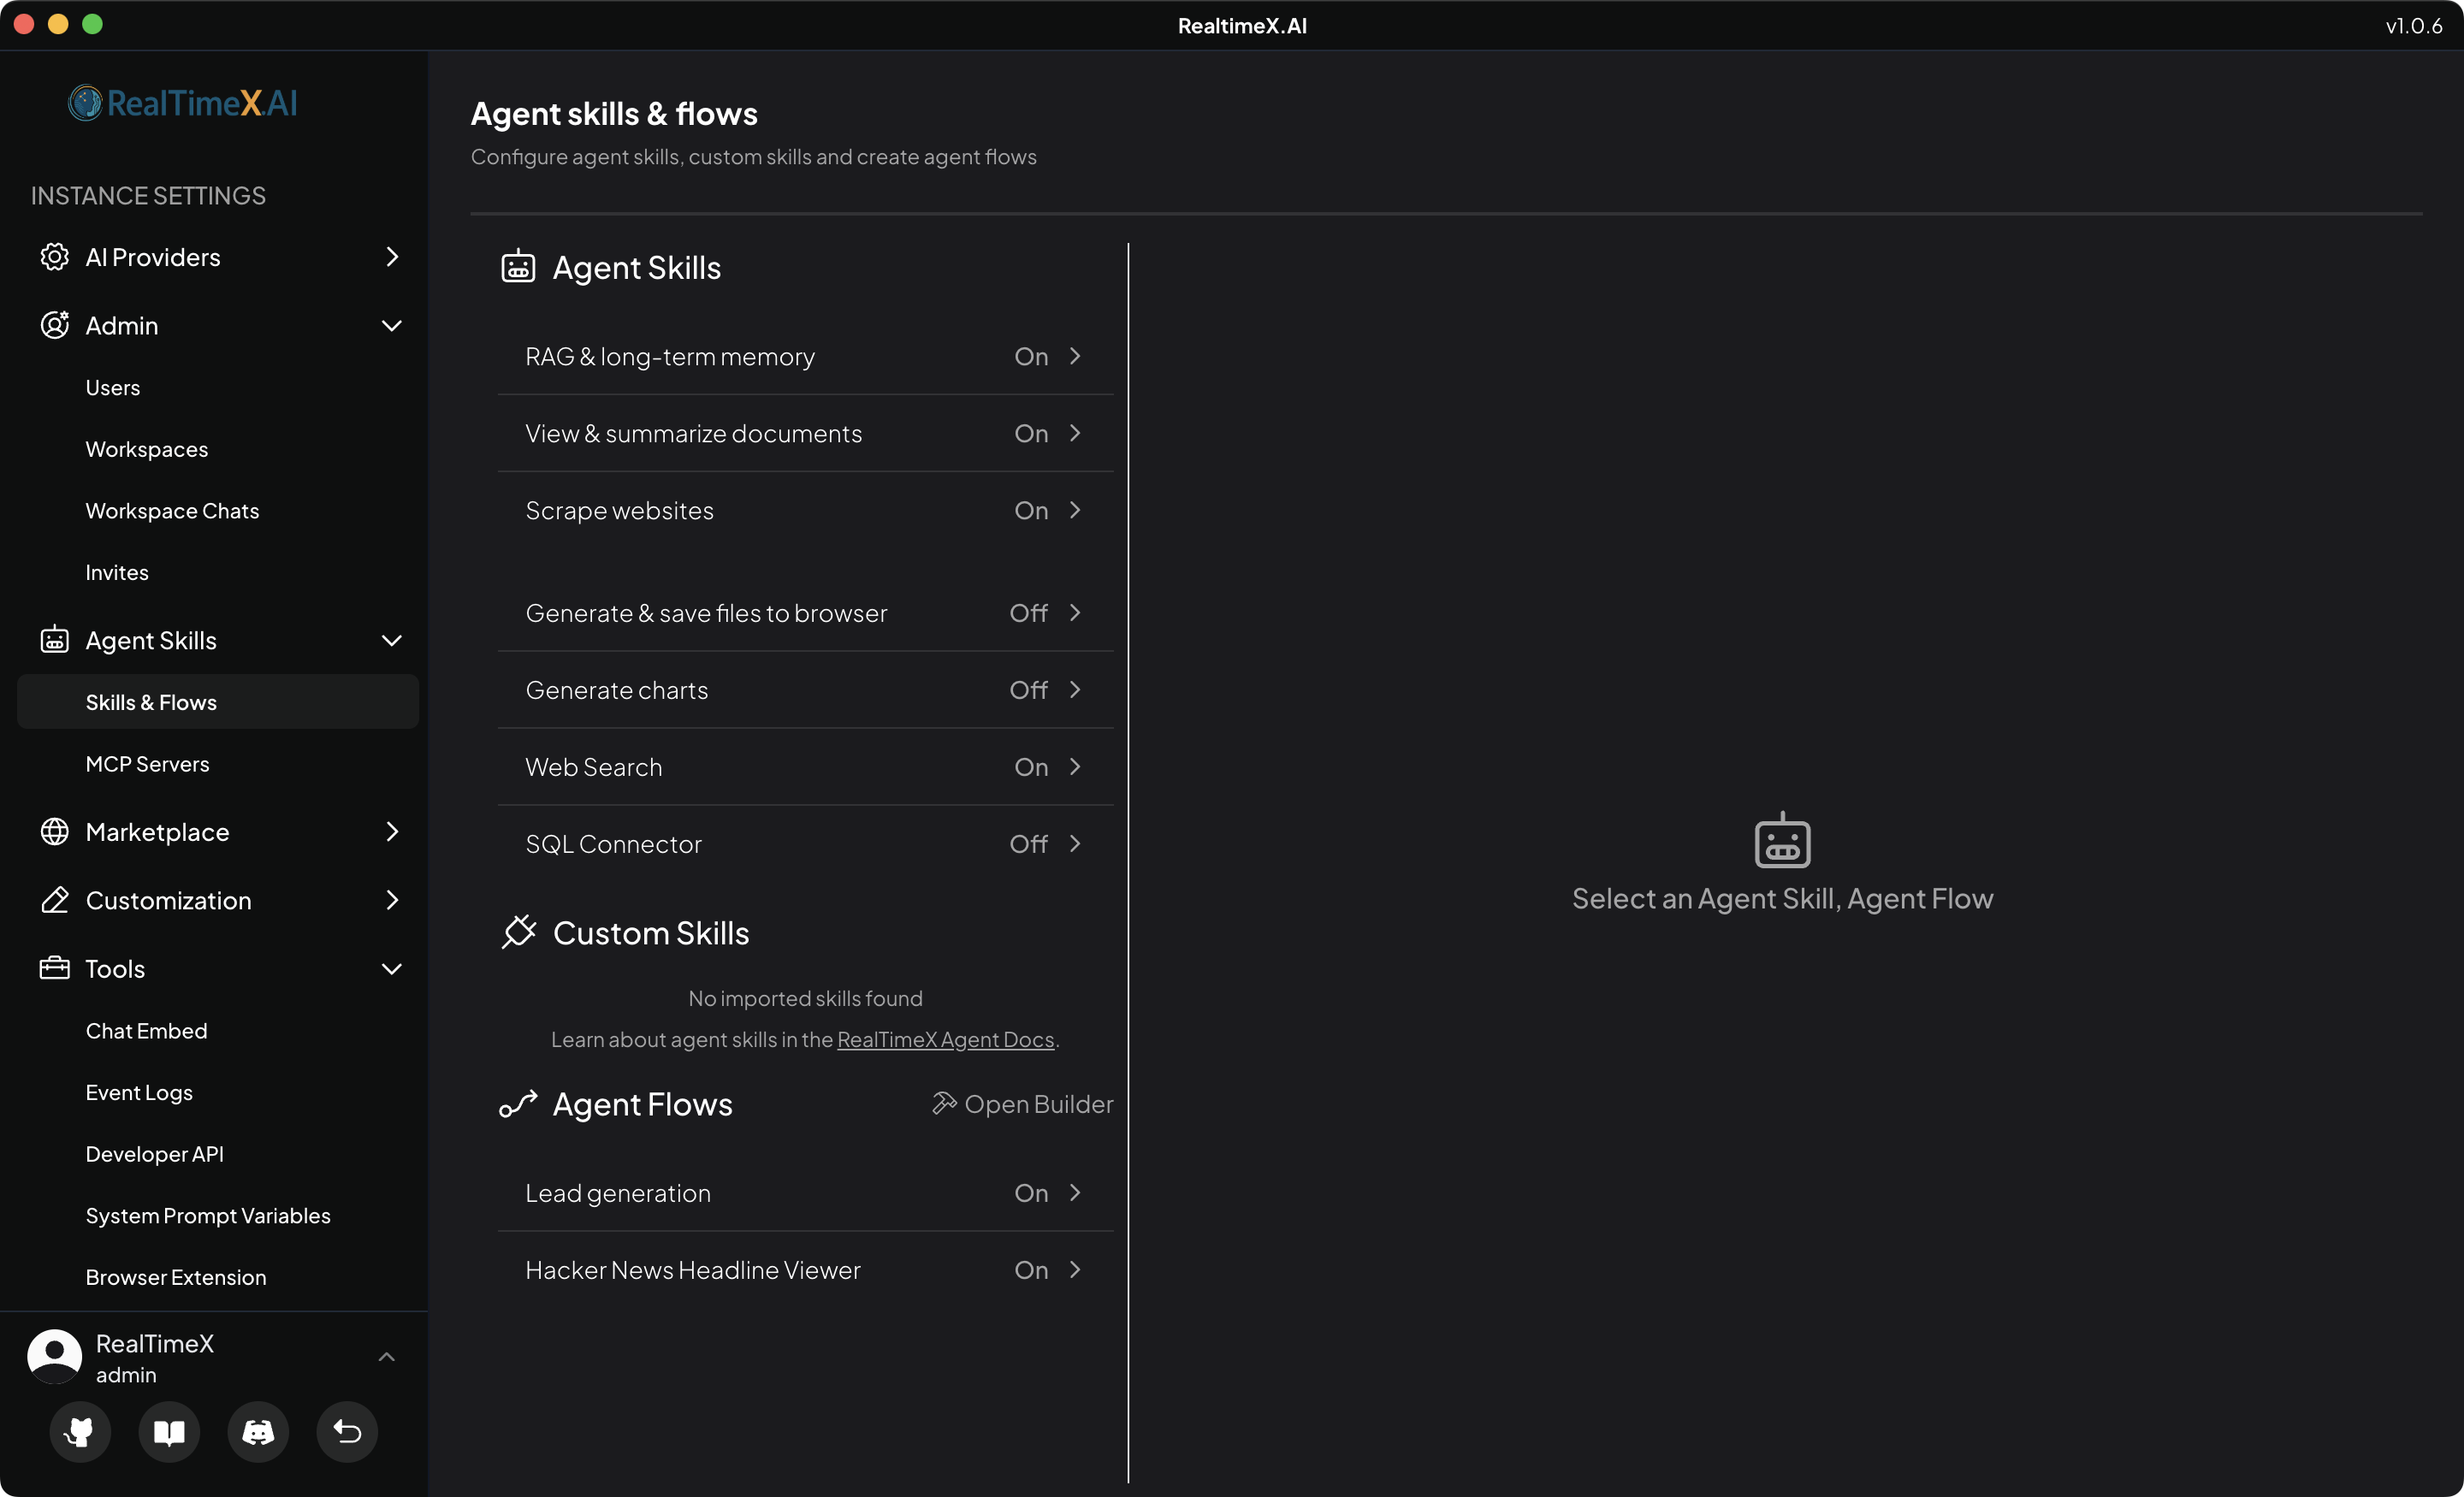 RealtimeX.AI
v1.0.6
RealTimeX.AI
INSTANCE SETTINGS
AI Providers
Admin
Users
Workspaces
Workspace Chats
Invites
Agent Skills
Skills & Flows
MCP Servers
Marketplace
Customization
Tools
Chat Embed
Event Logs
Developer API
System Prompt Variables
Browser Extension
RealTimeX
admin
Agent skills & flows
Configure agent skills, custom skills and create agent flows
Agent Skills
RAG & long-term memory On
View & summarize documents On
Scrape websites On
Generate & save files to browser Off
Generate charts Off
Web Search On
SQL Connector Off
Custom Skills
No imported skills found
Learn about agent skills in the RealTimeX Agent Docs.
Agent Flows Open Builder
Lead generation On
Hacker News Headline Viewer On
Select an Agent Skill, Agent Flow